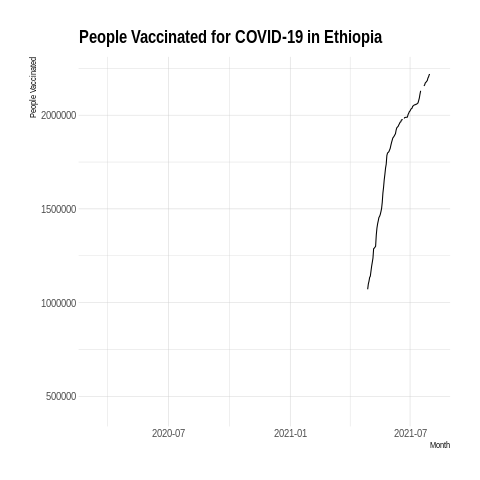 People Vaccinated for COVID-19 in Ethiopia
People Vaccinated
2000000
1500000
1000000
500000
2020-07 2021-01 2021-07
Month